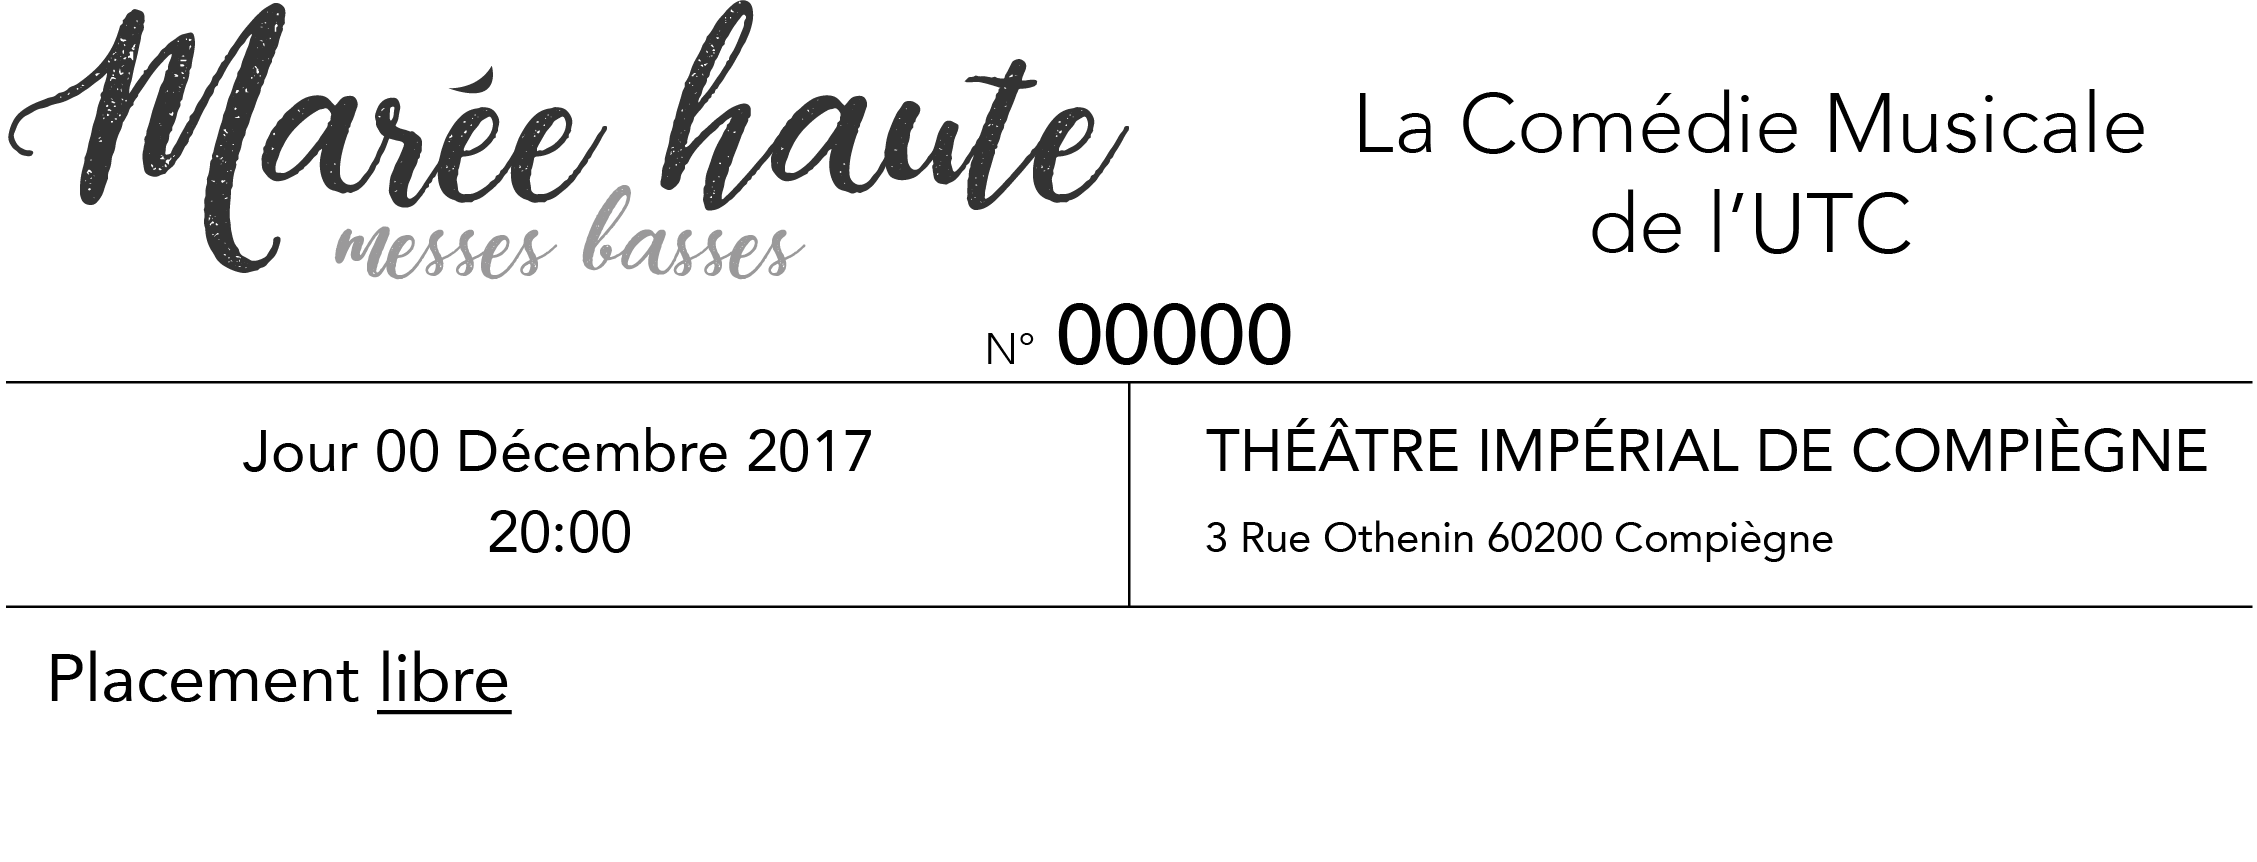 Marée haute
messes basses
La Comédie Musicale
de l’UTC
N° 00000
Jour 00 Décembre 2017
20:00
THÉÂTRE IMPÉRIAL DE COMPIÈGNE
3 Rue Othenin 60200 Compiègne
Placement libre